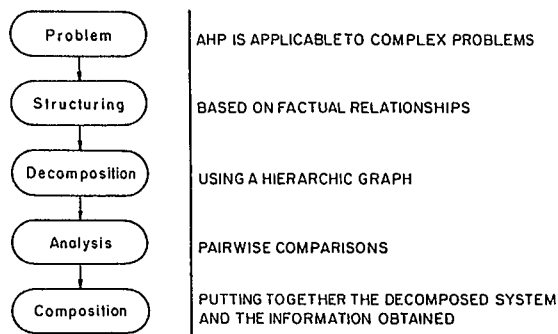 Problem
AHP IS APPLICABLETO COMPLEX PROBLEMS
Structuring
BASED ON FACTUAL RELATIONSHIPS
Decomposition
USING A HIERARCHIC GRAPH
Analysis
PAIRWISE COMPARISONS
Composition
PUTTING TOGETHER THE DECOMPOSED SYSTEM
AND THE INFORMATION OBTAINED